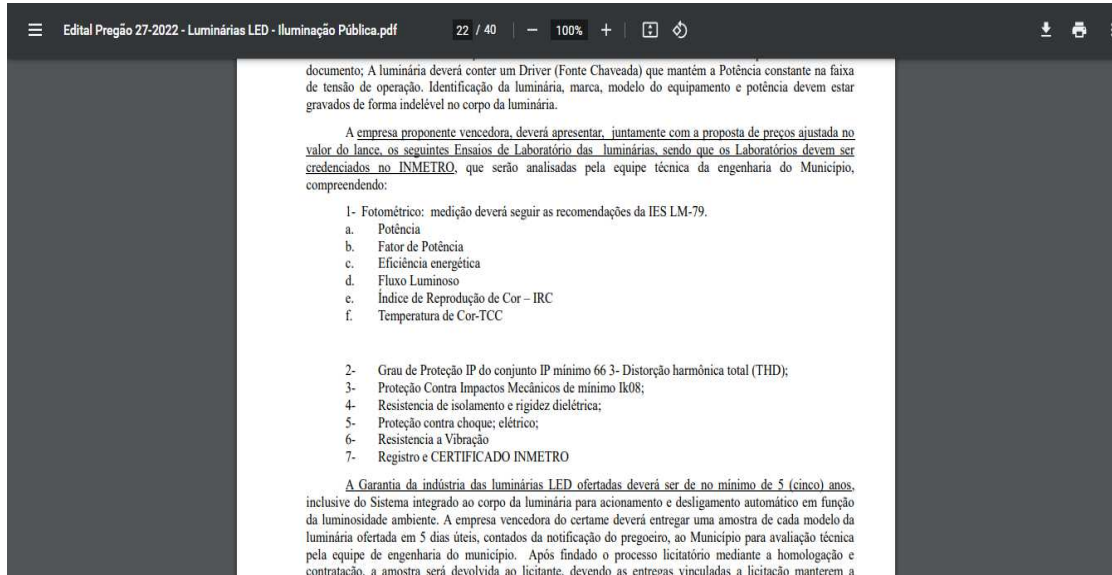 Edital Pregão 27-2022 - Luminárias LED - Iluminação Pública.pdf 22 / 40 100%
documento; A luminária deverá conter um Driver (Fonte Chaveada) que mantém a Potência constante na faixa
de tensão de operação. Identificação da luminária, marca, modelo do equipamento e potência devem estar
gravados de forma indelével no corpo da luminária.
A empresa proponente vencedora, deverá apresentar, juntamente com a proposta de preços ajustada no
valor do lance, os seguintes Ensaios de Laboratório das luminárias, sendo que os Laboratórios devem ser
credenciados no INMETRO, que serão analisadas pela equipe técnica da engenharia do Município,
compreendendo:
1- Fotométrico: medição deverá seguir as recomendações da IES LM-79.
a. Potência
b. Fator de Potência
c. Eficiência energética
d. Fluxo Luminoso
e. Índice de Reprodução de Cor – IRC
f. Temperatura de Cor-TCC
2- Grau de Proteção IP do conjunto IP mínimo 66 3- Distorção harmônica total (THD);
3- Proteção Contra Impactos Mecânicos de mínimo Ik08;
4- Resistencia de isolamento e rigidez dielétrica;
5- Proteção contra choque; elétrico;
6- Resistencia a Vibração
7- Registro e CERTIFICADO INMETRO
A Garantia da indústria das luminárias LED ofertadas deverá ser de no mínimo de 5 (cinco) anos,
inclusive do Sistema integrado ao corpo da luminária para acionamento e desligamento automático em função
da luminosidade ambiente. A empresa vencedora do certame deverá entregar uma amostra de cada modelo da
luminária ofertada em 5 dias úteis, contados da notificação do pregoeiro, ao Município para avaliação técnica
pela equipe de engenharia do município. Após findado o processo licitatório mediante a homologação e
contratação, a amostra será devolvida ao licitante, devendo as entregas vinculadas a licitação manterem a